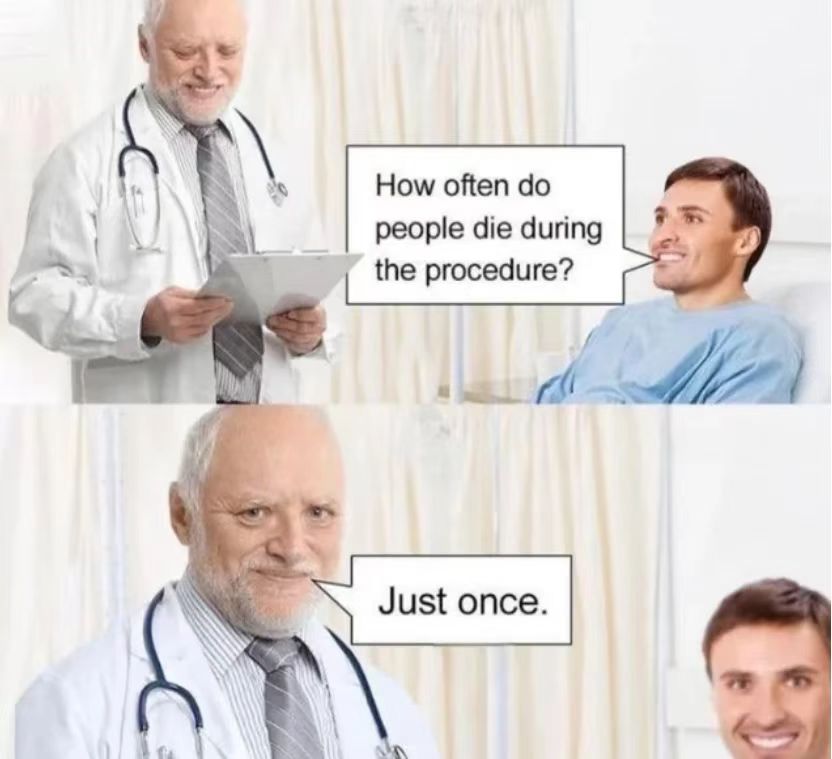 How often do
people die during
the procedure?
Just once.